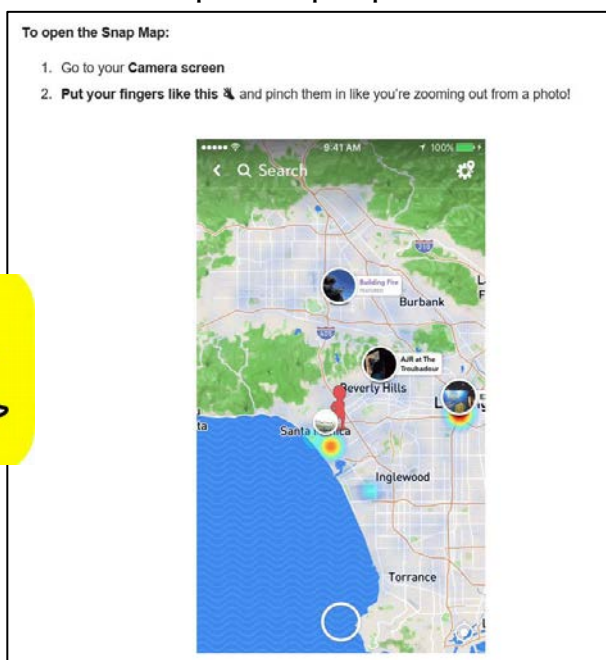 To open the Snap Map:
1. Go to your Camera screen
2. Put your fingers like this and pinch them in like you're zooming out from a photo!
9:41 AM
100%
Search
Building Fire
Burbank
AJR at The
Troubadour
Beverly Hills
Santa
Inglewood
Torrance